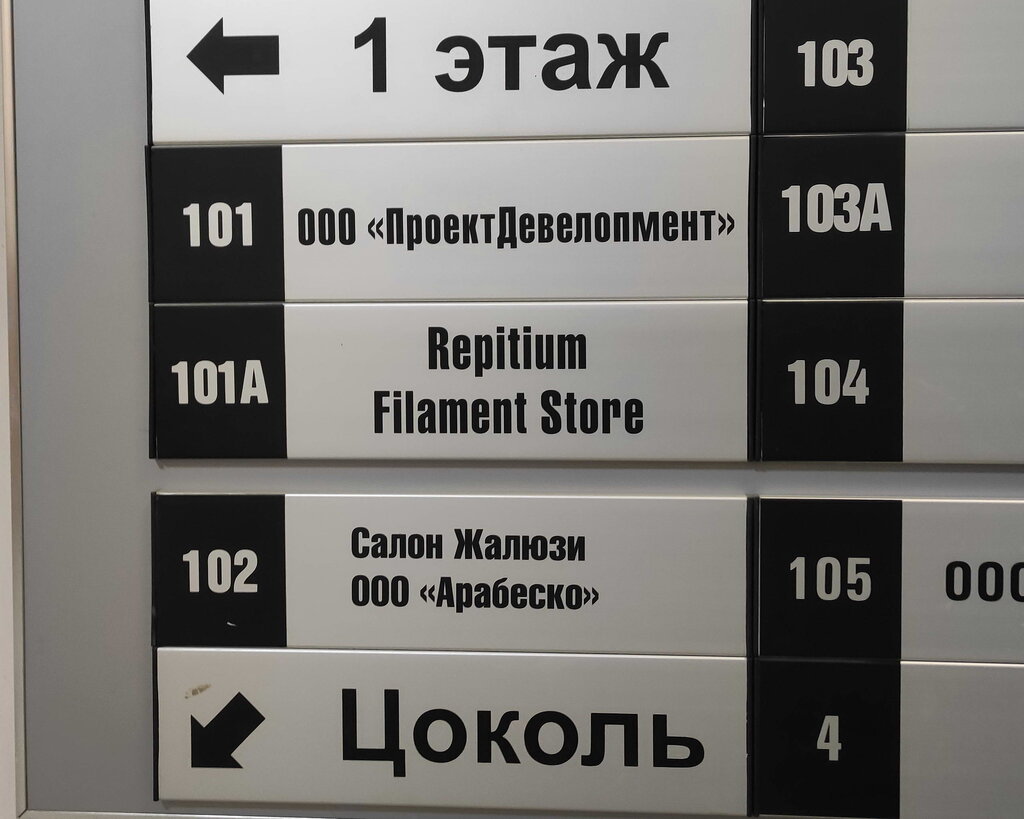 1 этаж
101 ООО «ПроектДевелопмент»
101А Repitium
Filament Store
102 Салон Жалюзи
ООО «Арабеско»
Цоколь
103
103А
104
105 ООО
4